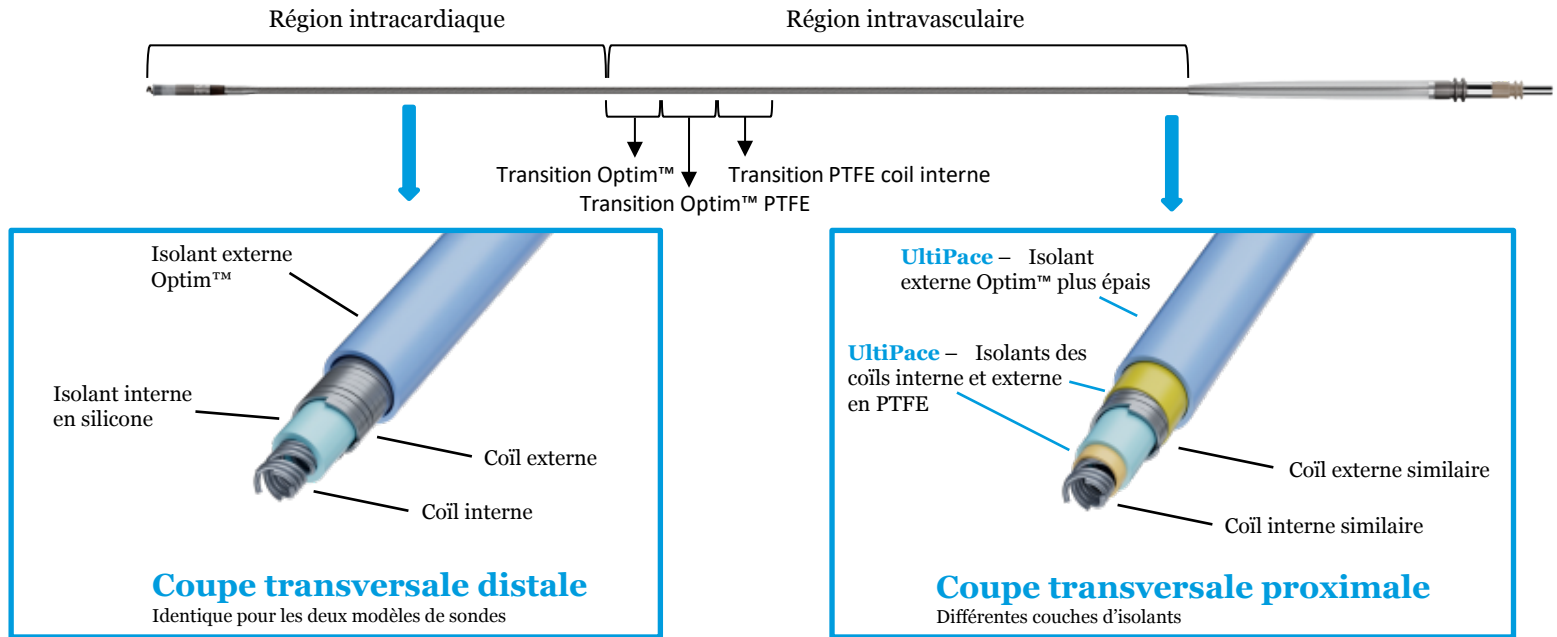 Région intracardiaque
Région intravasculaire
Transition Optim™
Transition PTFE coil interne
Transition Optim™ PTFE
Isolant externe
Optim™
Isolant interne
en silicone
Coïl externe
Coïl interne
Coupe transversale distale
Identique pour les deux modèles de sondes
UltiPace – Isolant
externe Optim™ plus épais
UltiPace – Isolants des
coïls interne et externe
en PTFE
Coïl externe similaire
Coïl interne similaire
Coupe transversale proximale
Différentes couches d’isolants